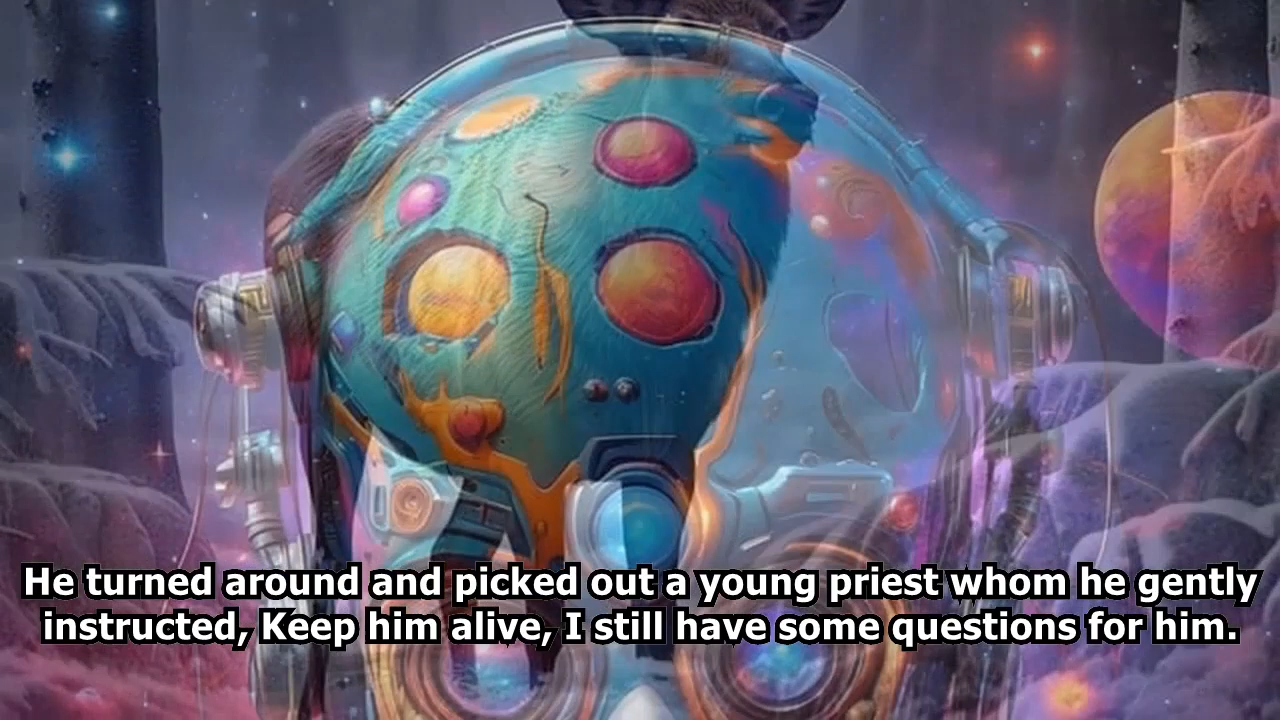 He turned around and picked out a young priest whom he gently
instructed, Keep him alive, I still have some questions for him.